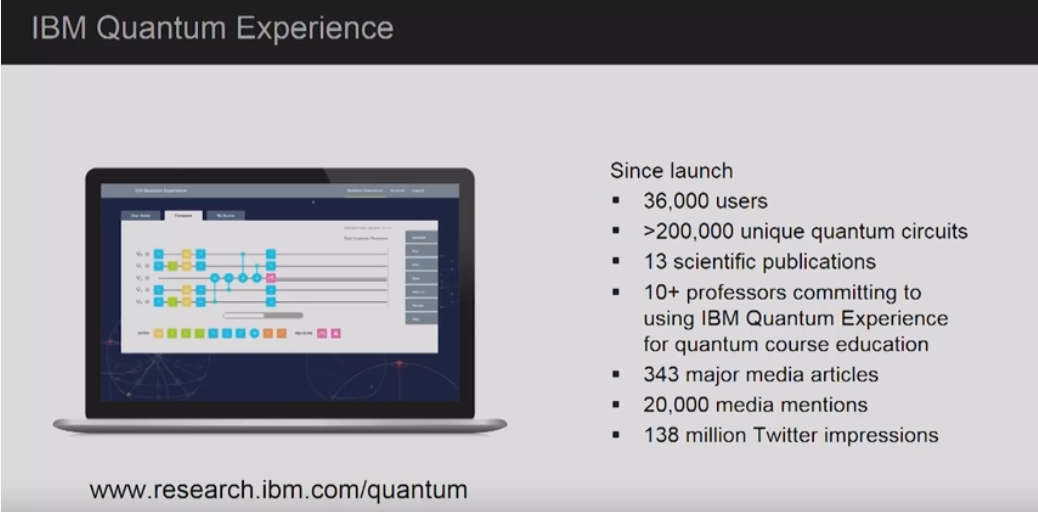 IBM Quantum Experience
Since launch
▪ 36,000 users
▪ >200,000 unique quantum circuits
▪ 13 scientific publications
▪ 10+ professors committing to
using IBM Quantum Experience
for quantum course education
▪ 343 major media articles
▪ 20,000 media mentions
▪ 138 million Twitter impressions
www.research.ibm.com/quantum